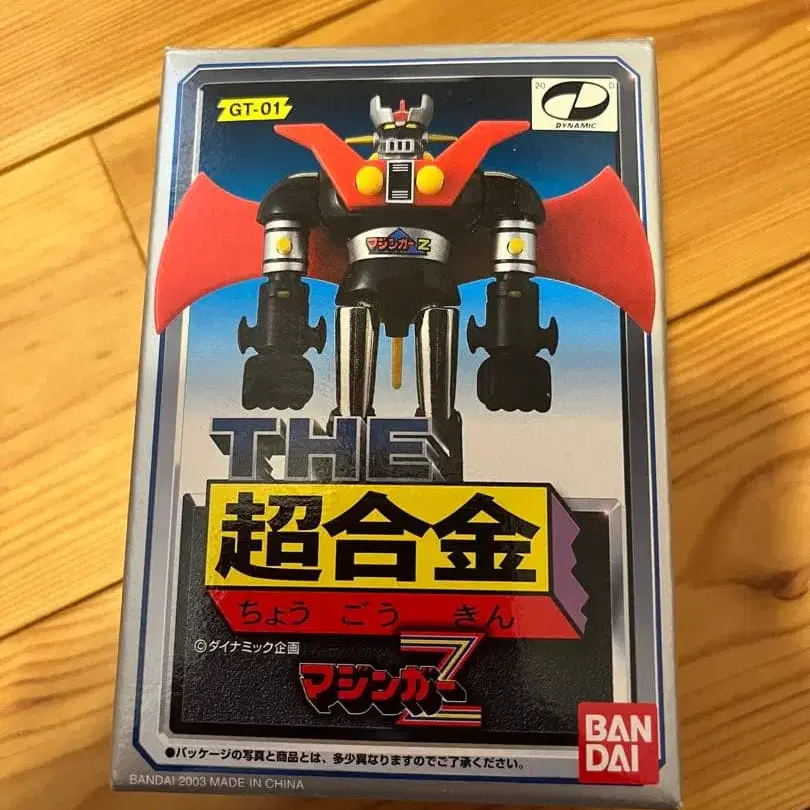 GT-01
20 D.
DYNAMIC
マジンガーZ
THE
超合金
ちょう ごう きん
©ダイナミック企画
マジンガーZ
●パッケージの写真と商品とは、多少異なりますのでご了承ください。
BANDAI 2003 MADE IN CHINA
BAN
DAI